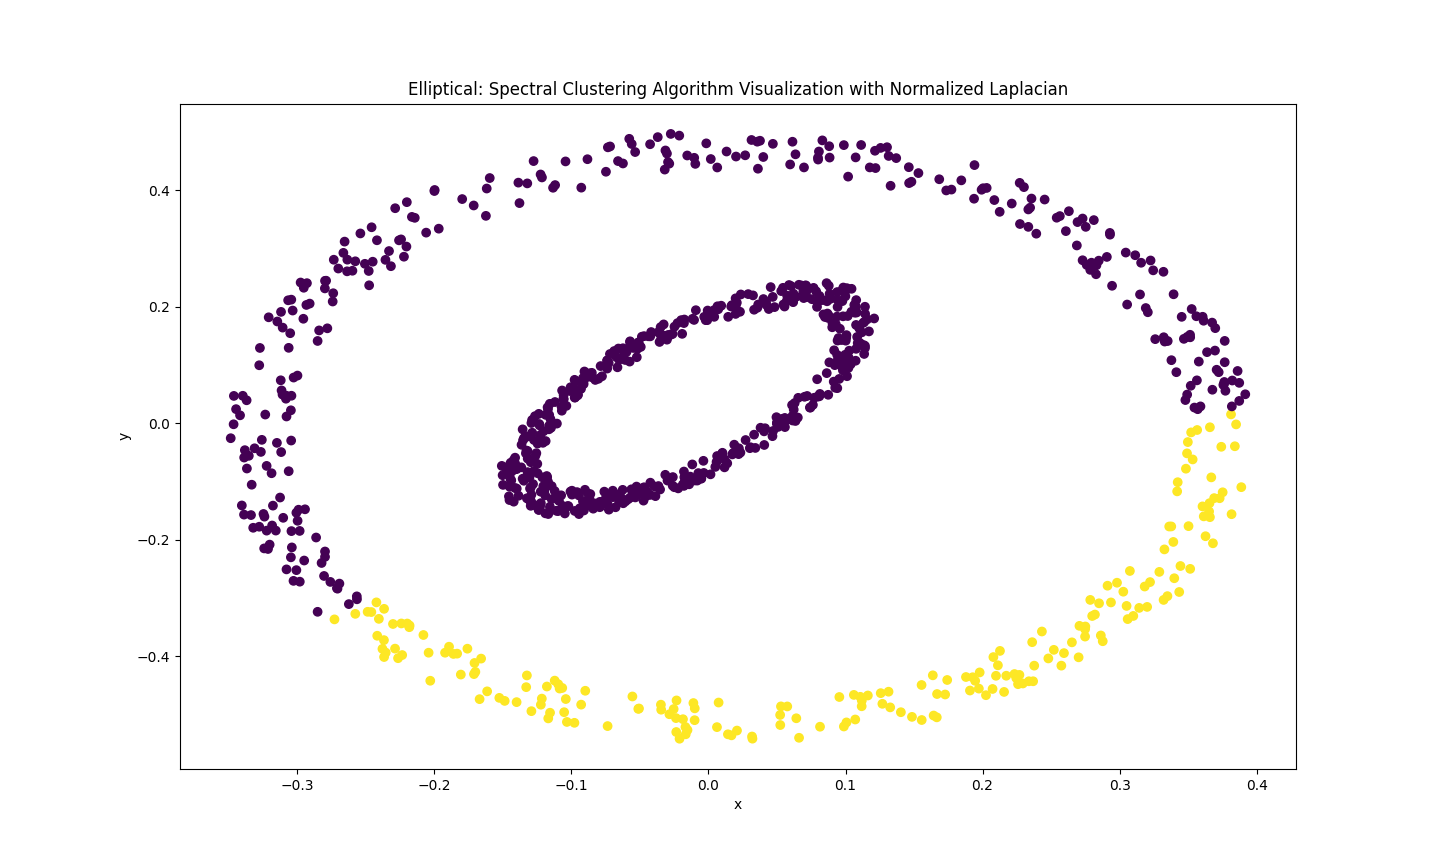 Elliptical: Spectral Clustering Algorithm Visualization with Normalized Laplacian
y
0.4
0.2
0.0
−0.2
−0.4
−0.3 −0.2 −0.1 0.0 0.1 0.2 0.3 0.4
x